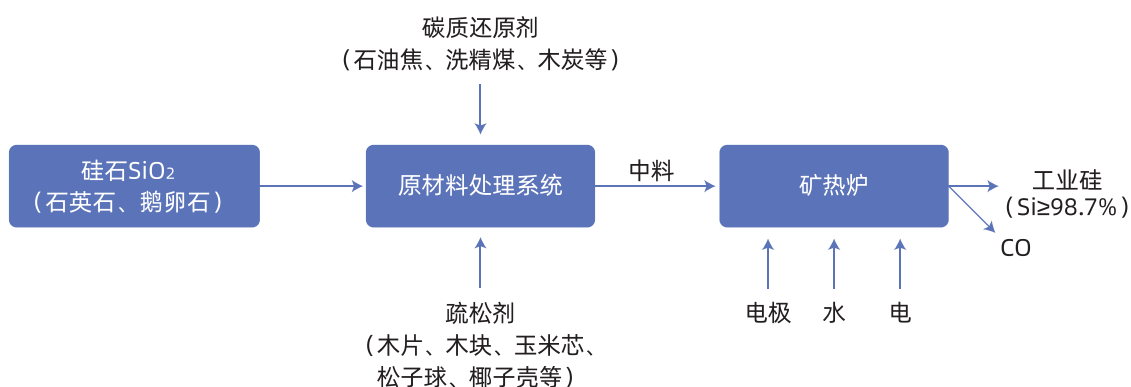 碳质还原剂
（石油焦、洗精煤、木炭等）
硅石SiO₂
（石英石、鹅卵石）
原材料处理系统
中料
矿热炉
工业硅
（Si≥98.7%）
CO
电极
水
电
疏松剂
（木片、木块、玉米芯、
松子球、椰子壳等）